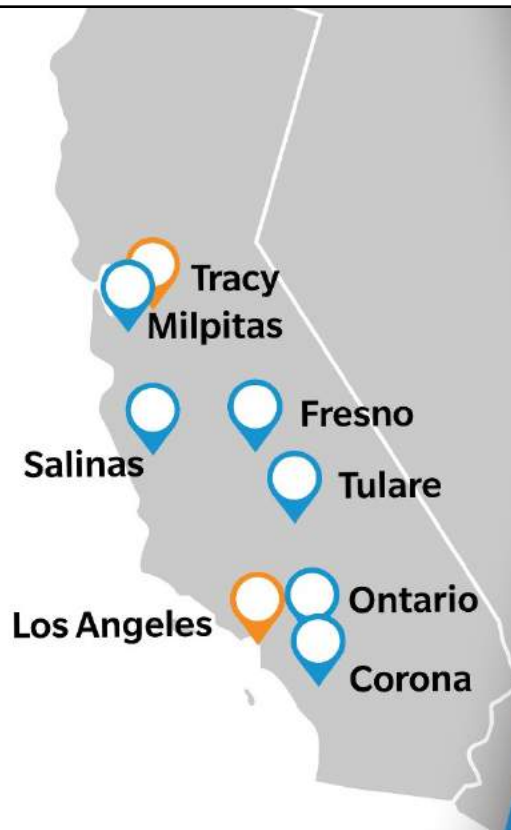 Tracy
Milpitas
Fresno
Salinas
Tulare
Ontario
Los Angeles
Corona